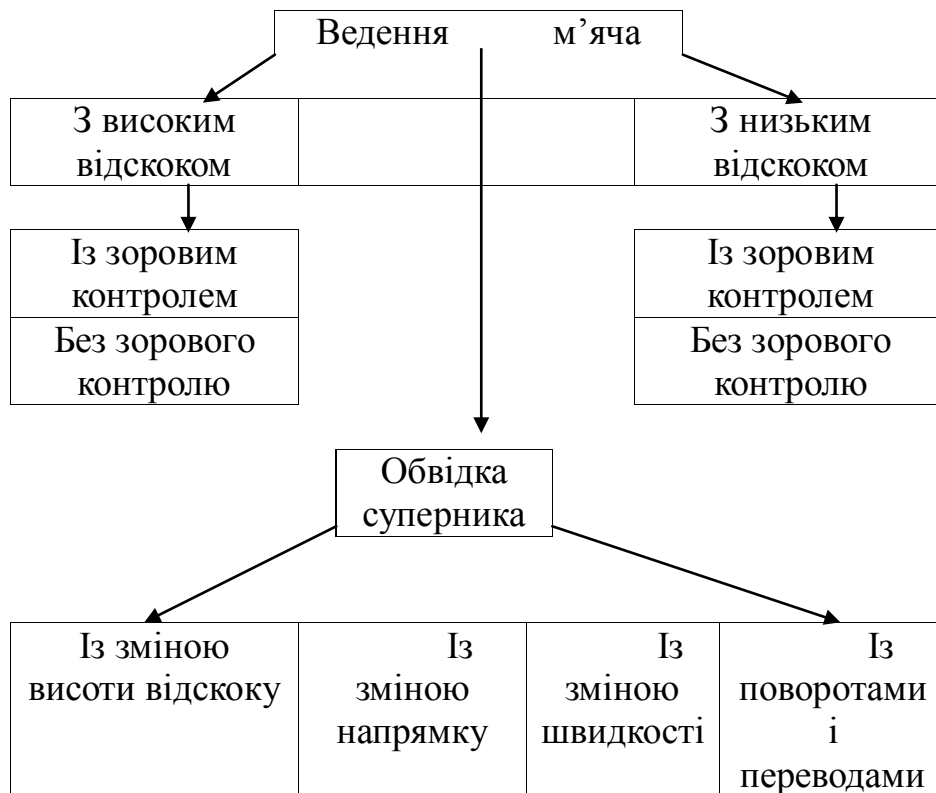 Ведення м’яча
З високим
відскоком
З низьким
відскоком
Із зоровим
контролем
Без зорового
контролю
Із зоровим
контролем
Без зорового
контролю
Обвідка
суперника
Із зміною
висоти відскоку
Із
зміною
напрямку
Із
зміною
швидкості
Із
поворотами
і
переводами